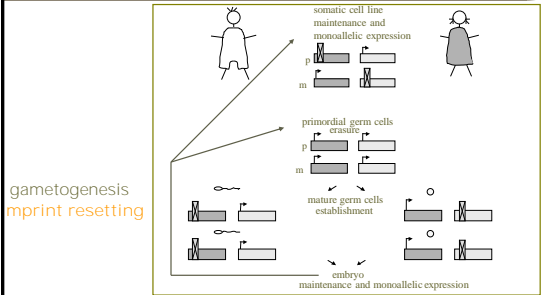 somatic cell line
maintenance and
monoallelic expression
p
m
primordial germ cells
erasure
p
m
gametogenesis
mprint resetting
mature germ cells
establishment
embryo
maintenance and monoallelic expression